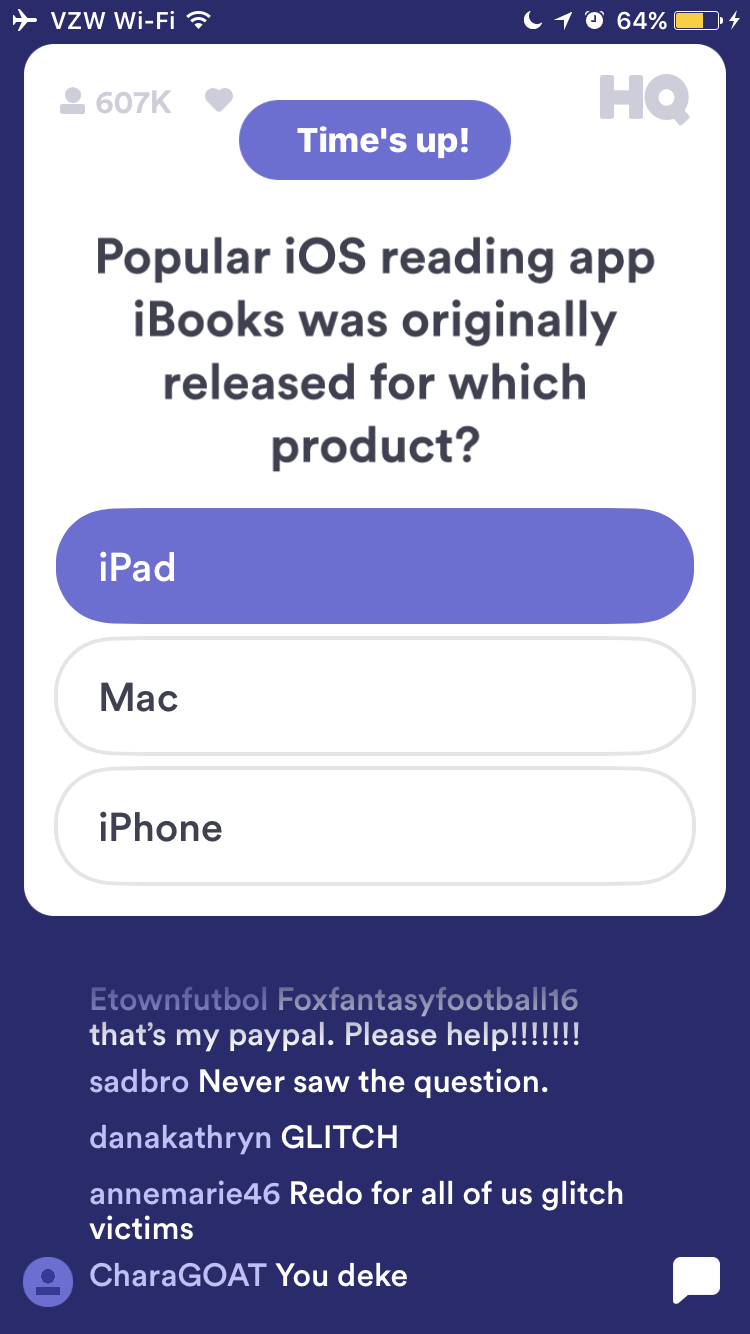 VZW Wi-Fi 64%
607K HQ
Time's up!
Popular iOS reading app
iBooks was originally
released for which
product?
iPad
Mac
iPhone
Etownfutbol Foxfantasyfootball16
that's my paypal. Please help!!!!!!!
sadbro Never saw the question.
danakathryn GLITCH
annemarie46 Redo for all of us glitch
victims
CharaGOAT You deke